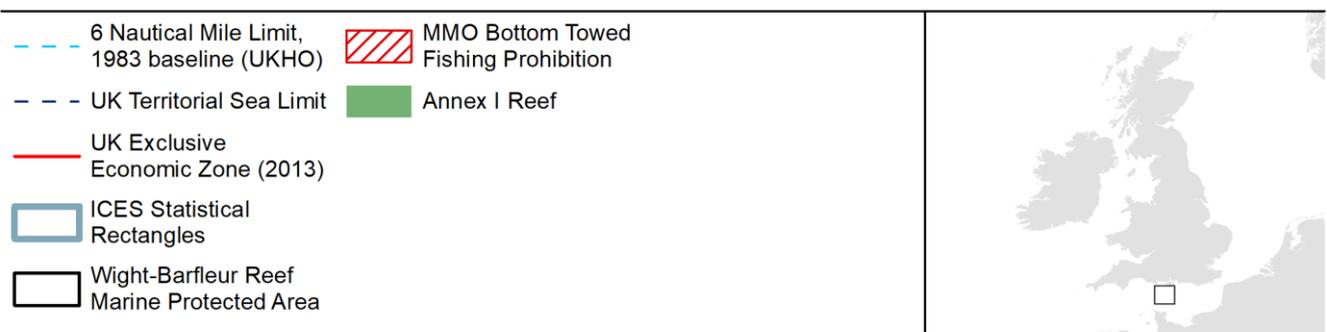 6 Nautical Mile Limit,
1983 baseline (UKHO)
UK Territorial Sea Limit
UK Exclusive
Economic Zone (2013)
ICES Statistical
Rectangles
Wight-Barfleur Reef
Marine Protected Area
MMO Bottom Towed
Fishing Prohibition
Annex I Reef